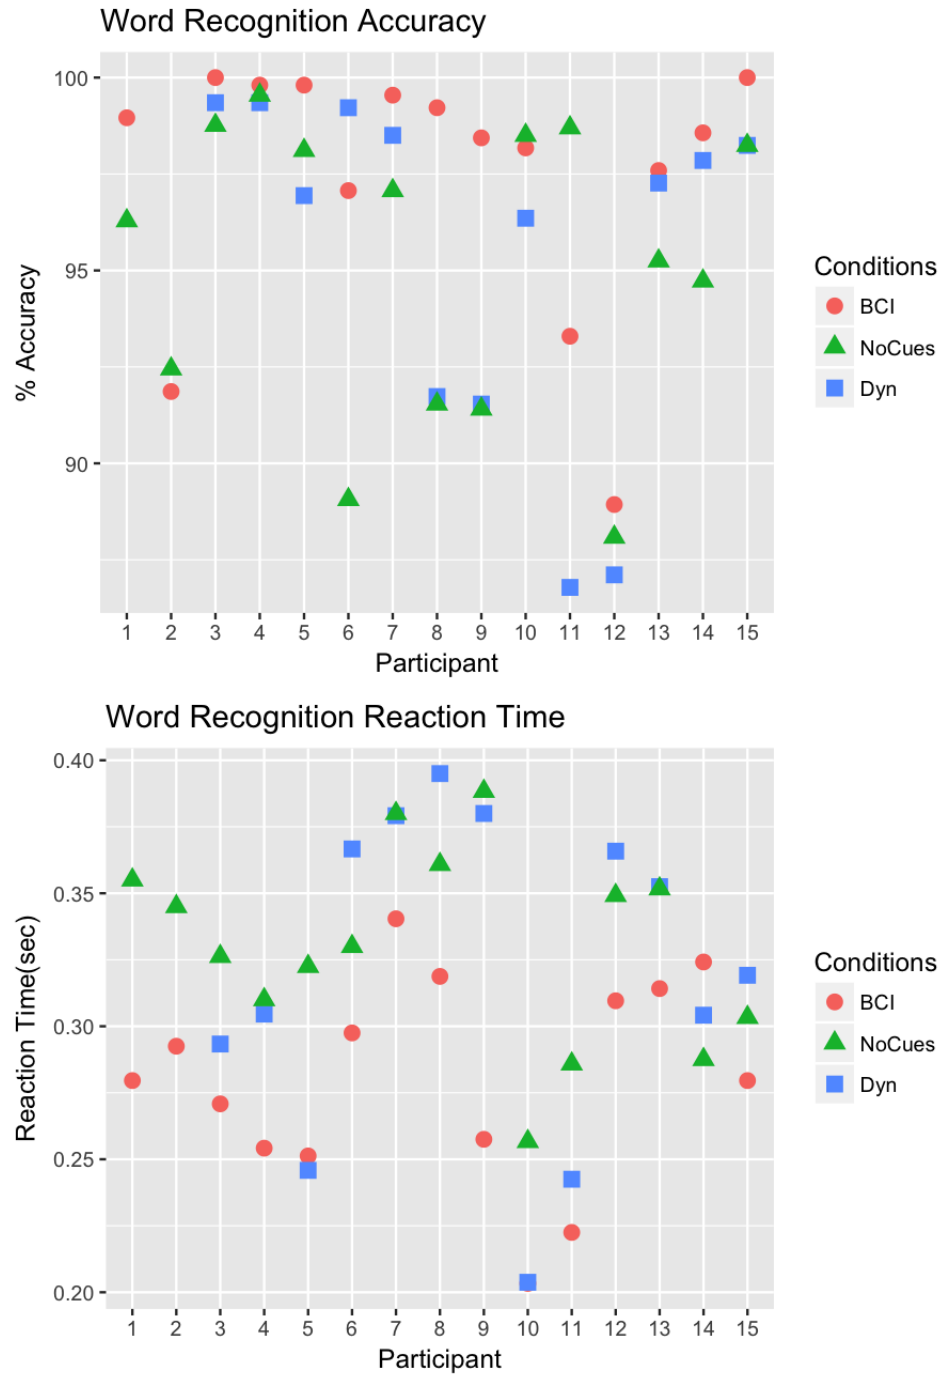 Word Recognition Accuracy
100
95
90
% Accuracy
1 2 3 4 5 6 7 8 9 10 11 12 13 14 15
Participant
Conditions
BCI
NoCues
Dyn
Word Recognition Reaction Time
0.40
0.35
0.30
0.25
0.20
Reaction Time(sec)
1 2 3 4 5 6 7 8 9 10 11 12 13 14 15
Participant
Conditions
BCI
NoCues
Dyn